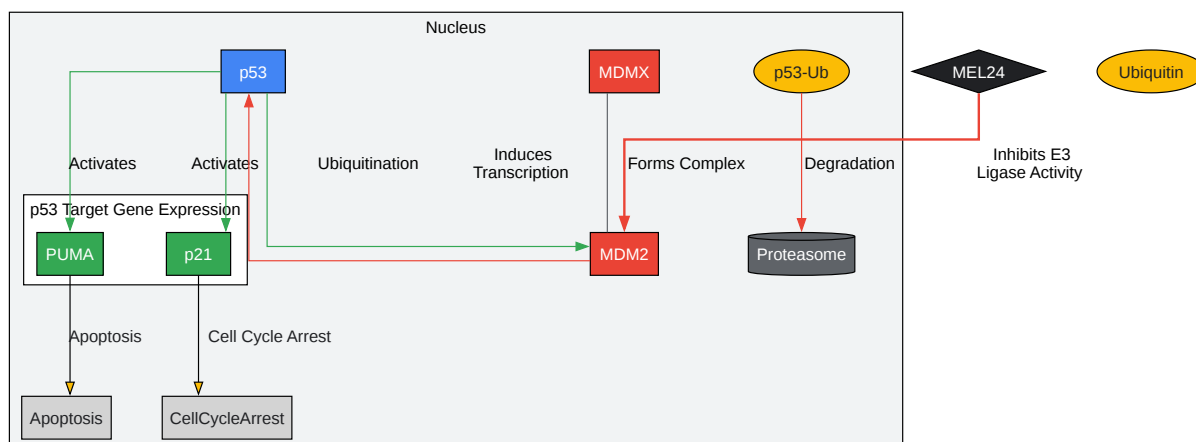 Nucleus
p53
MDMX
p53-Ub
MEL24
Ubiquitin
Activates
Activates
Ubiquitination
Induces
Transcription
Forms Complex
Degradation
Inhibits E3
Ligase Activity
p53 Target Gene Expression
PUMA
p21
MDM2
Proteasome
Apoptosis
Cell Cycle Arrest
Apoptosis
CellCycleArrest